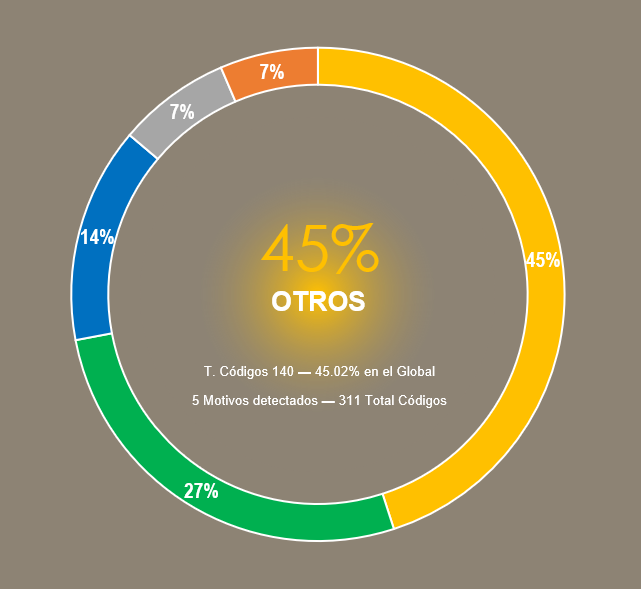 7%
7%
45%
14%
45%
OTROS
T. Códigos 140 — 45.02% en el Global
5 Motivos detectados — 311 Total Códigos
27%